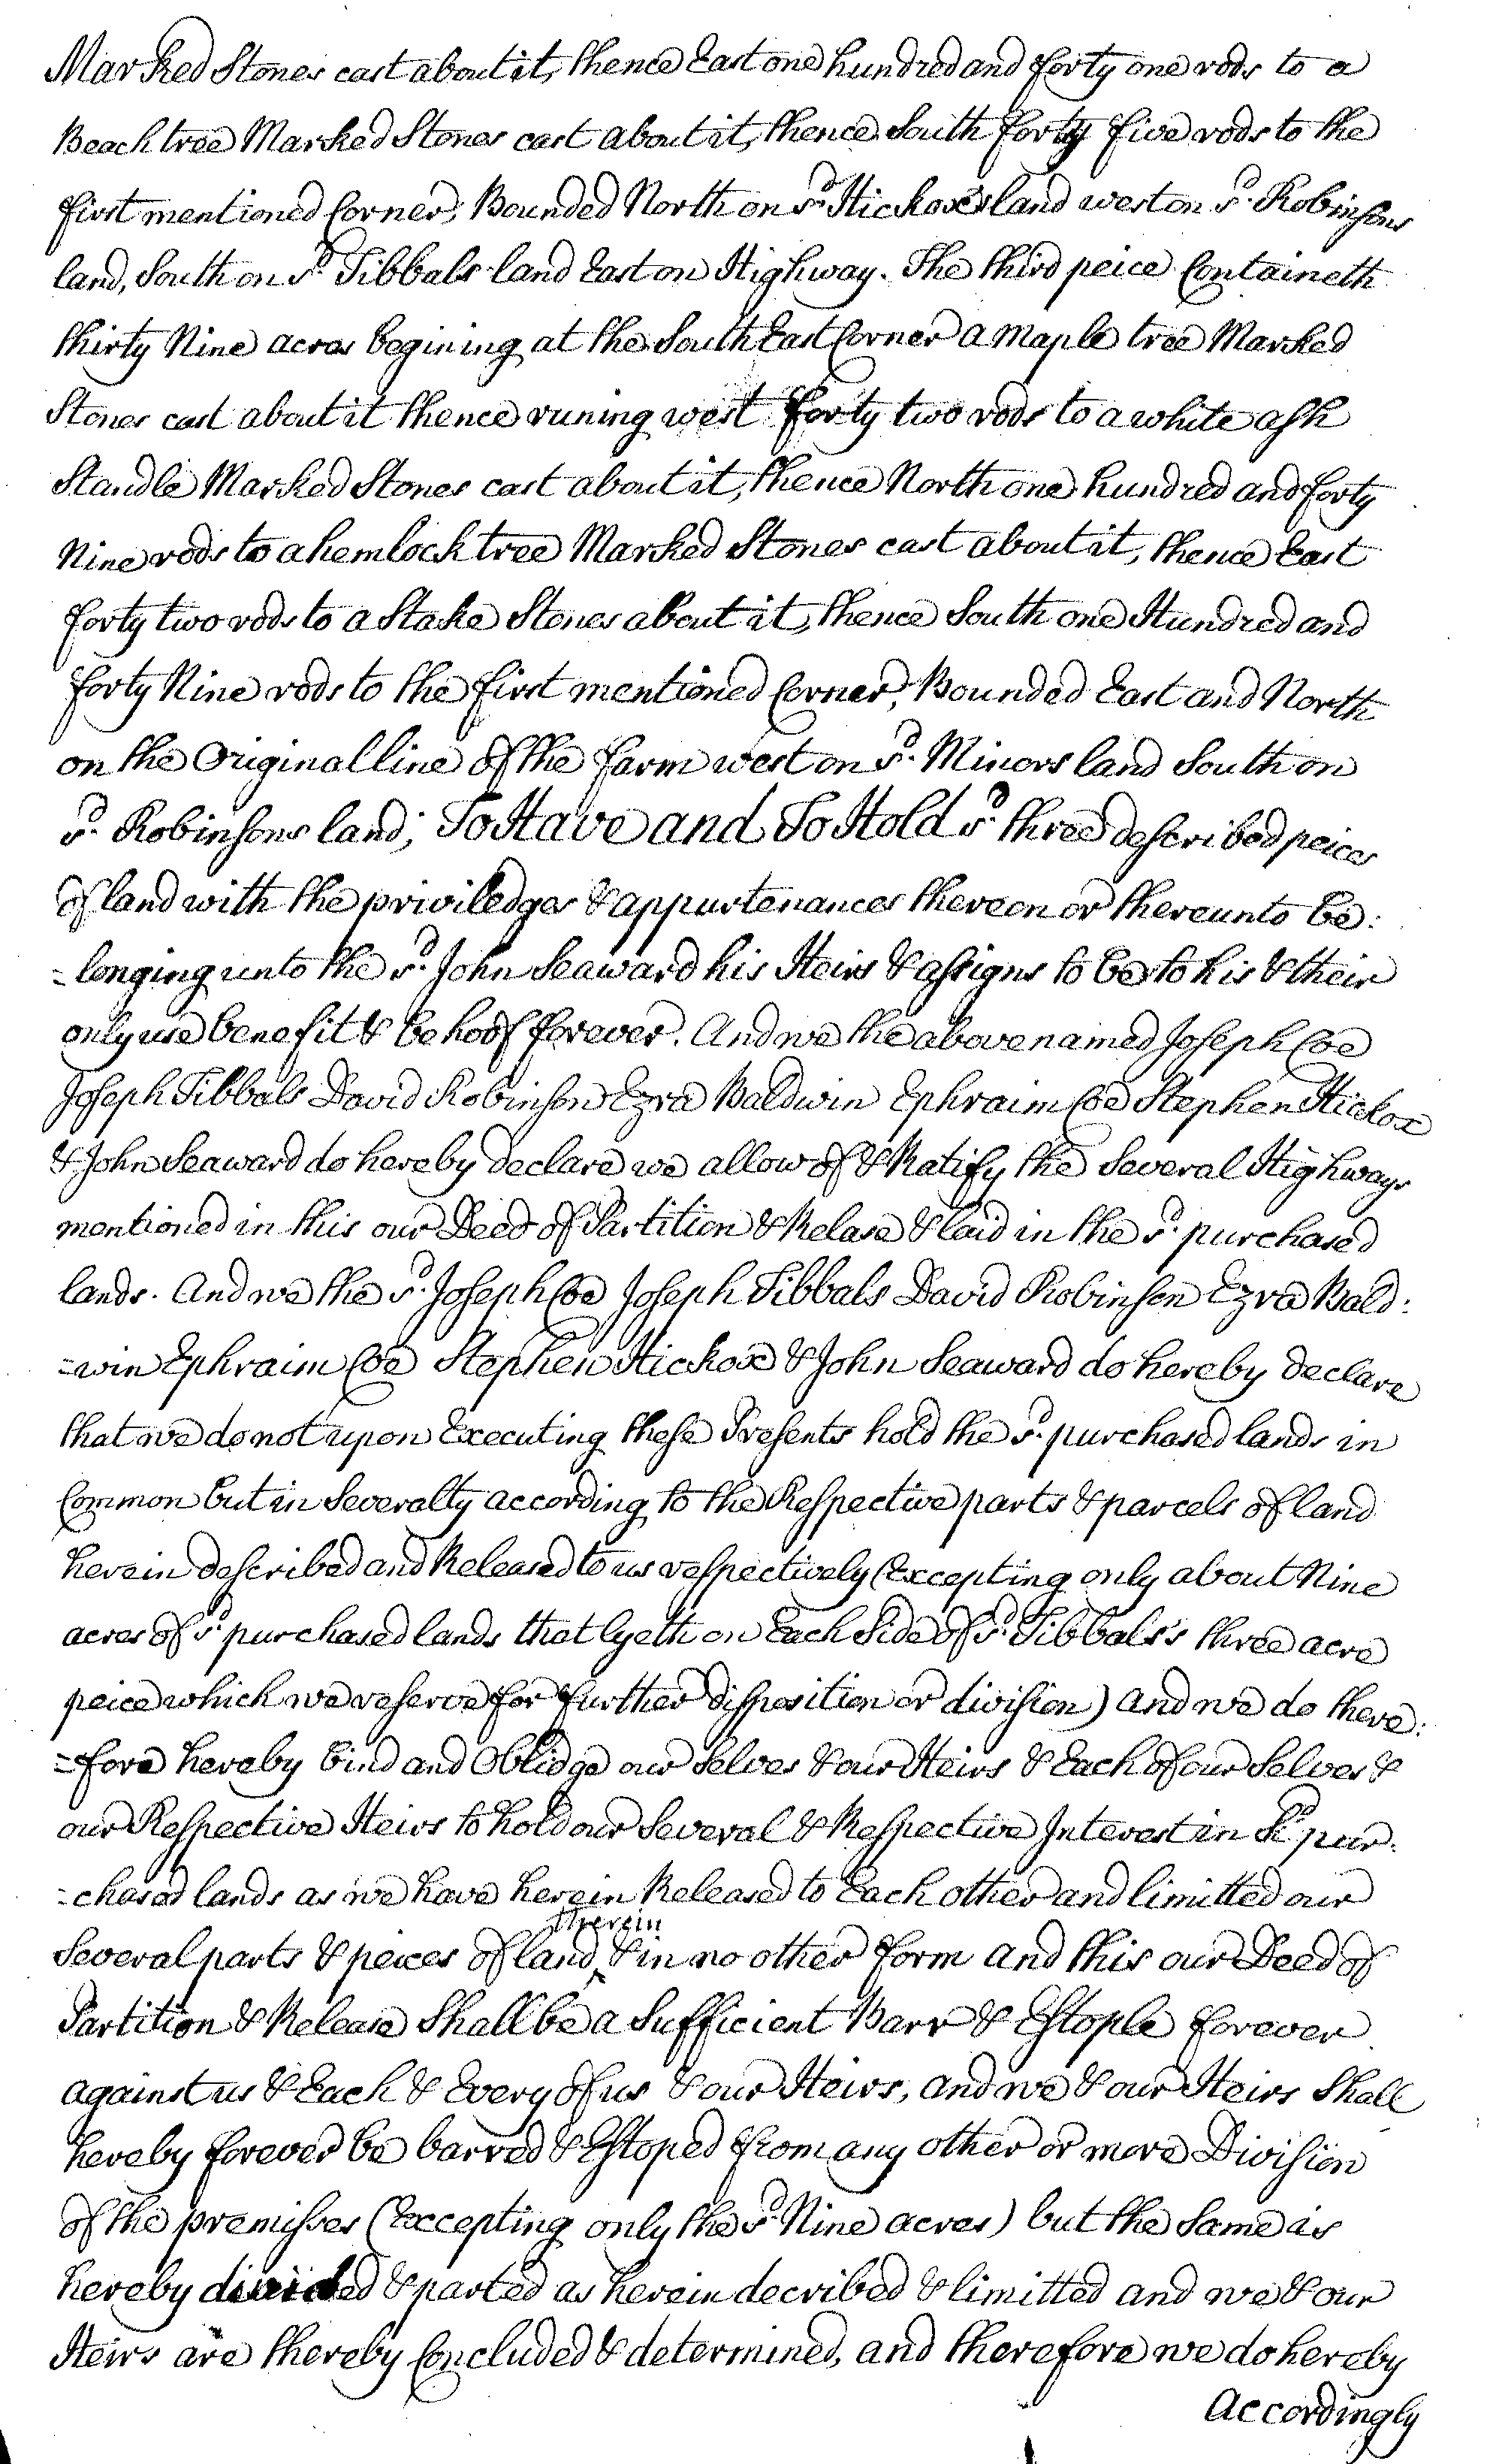 Marked Stones cast about it, thence East one hundred and forty one rods to a
Beach tree Marked Stones cast about it, thence South forty five rods to the
first mentioned Corner, Bounded North on sd. Hickoxes land west on sd. Robinsons
land, South on sd. Tibbals land East on Highway. The third peice Containeth
thirty Nine acres begining at the South East Corner a Maple tree Marked
Stones cast about it thence runing west forty two rods to a white ash
Standle Marked Stones cast about it, thence North one hundred and forty
Nine rods to a hemlock tree Marked Stones cast about it, thence East
forty two rods to a Stake Stones about it, thence South one Hundred and
forty Nine rods to the first mentioned Corner, Bounded East and North
on the Original line of the farm west on sd. Minors land South on
sd. Robinsons land; To Have and To Hold sd. three described peices
of land with the priviledges & appurtenances thereon or thereunto be:
-longing unto the sd. John Seaward his Heirs & assigns to be to his & their
only use benefit & behoof forever. And we the above named Joseph Coe
Joseph Tibbals David Robinson Ezra Baldwin Ephraim Coe Stephen Hickox
& John Seaward do hereby declare we allow of & Ratify the Several Highways
mentioned in this our Deed of Partition & Relase & laid in the sd. purchased
lands. And we the sd. Joseph Coe Joseph Tibbals David Robinson Ezra Bald:
-win Ephraim Coe Stephen Hickox & John Seaward do hereby declare
that we do not upon Executing these Presents hold the sd. purchased lands in
Common but in Severalty according to the Respective parts & parcels of land
herein described and Released to us respectively (Excepting only about Nine
acres of sd. purchased lands that lyeth on Each Side of sd. Tibbals's three acre
peice which we reserve for further disposition or division) and we do there:
-fore hereby bind and Oblidge our Selves & our Heirs & Each of our Selves &
our Respective Heirs to hold our Several & Respective Interest in sd. pur:
-chased lands as we have herein Released to Each other and limitted our
therein
Several parts & peices of land ‸ & in no other form and this our Deed of
Partition & Release Shall be a Sufficient Barr & Estople forever
against us & Each & Every of us & our Heirs, and we & our Heirs Shall
hereby forever be barred & Estoped from any other or more Division
of the premisses (Excepting only the sd. Nine acres) but the Same is
hereby divided & parted as herein decribed & limitted and we & our
Heirs are thereby Concluded & determined, and therefore we do hereby
Accordingly